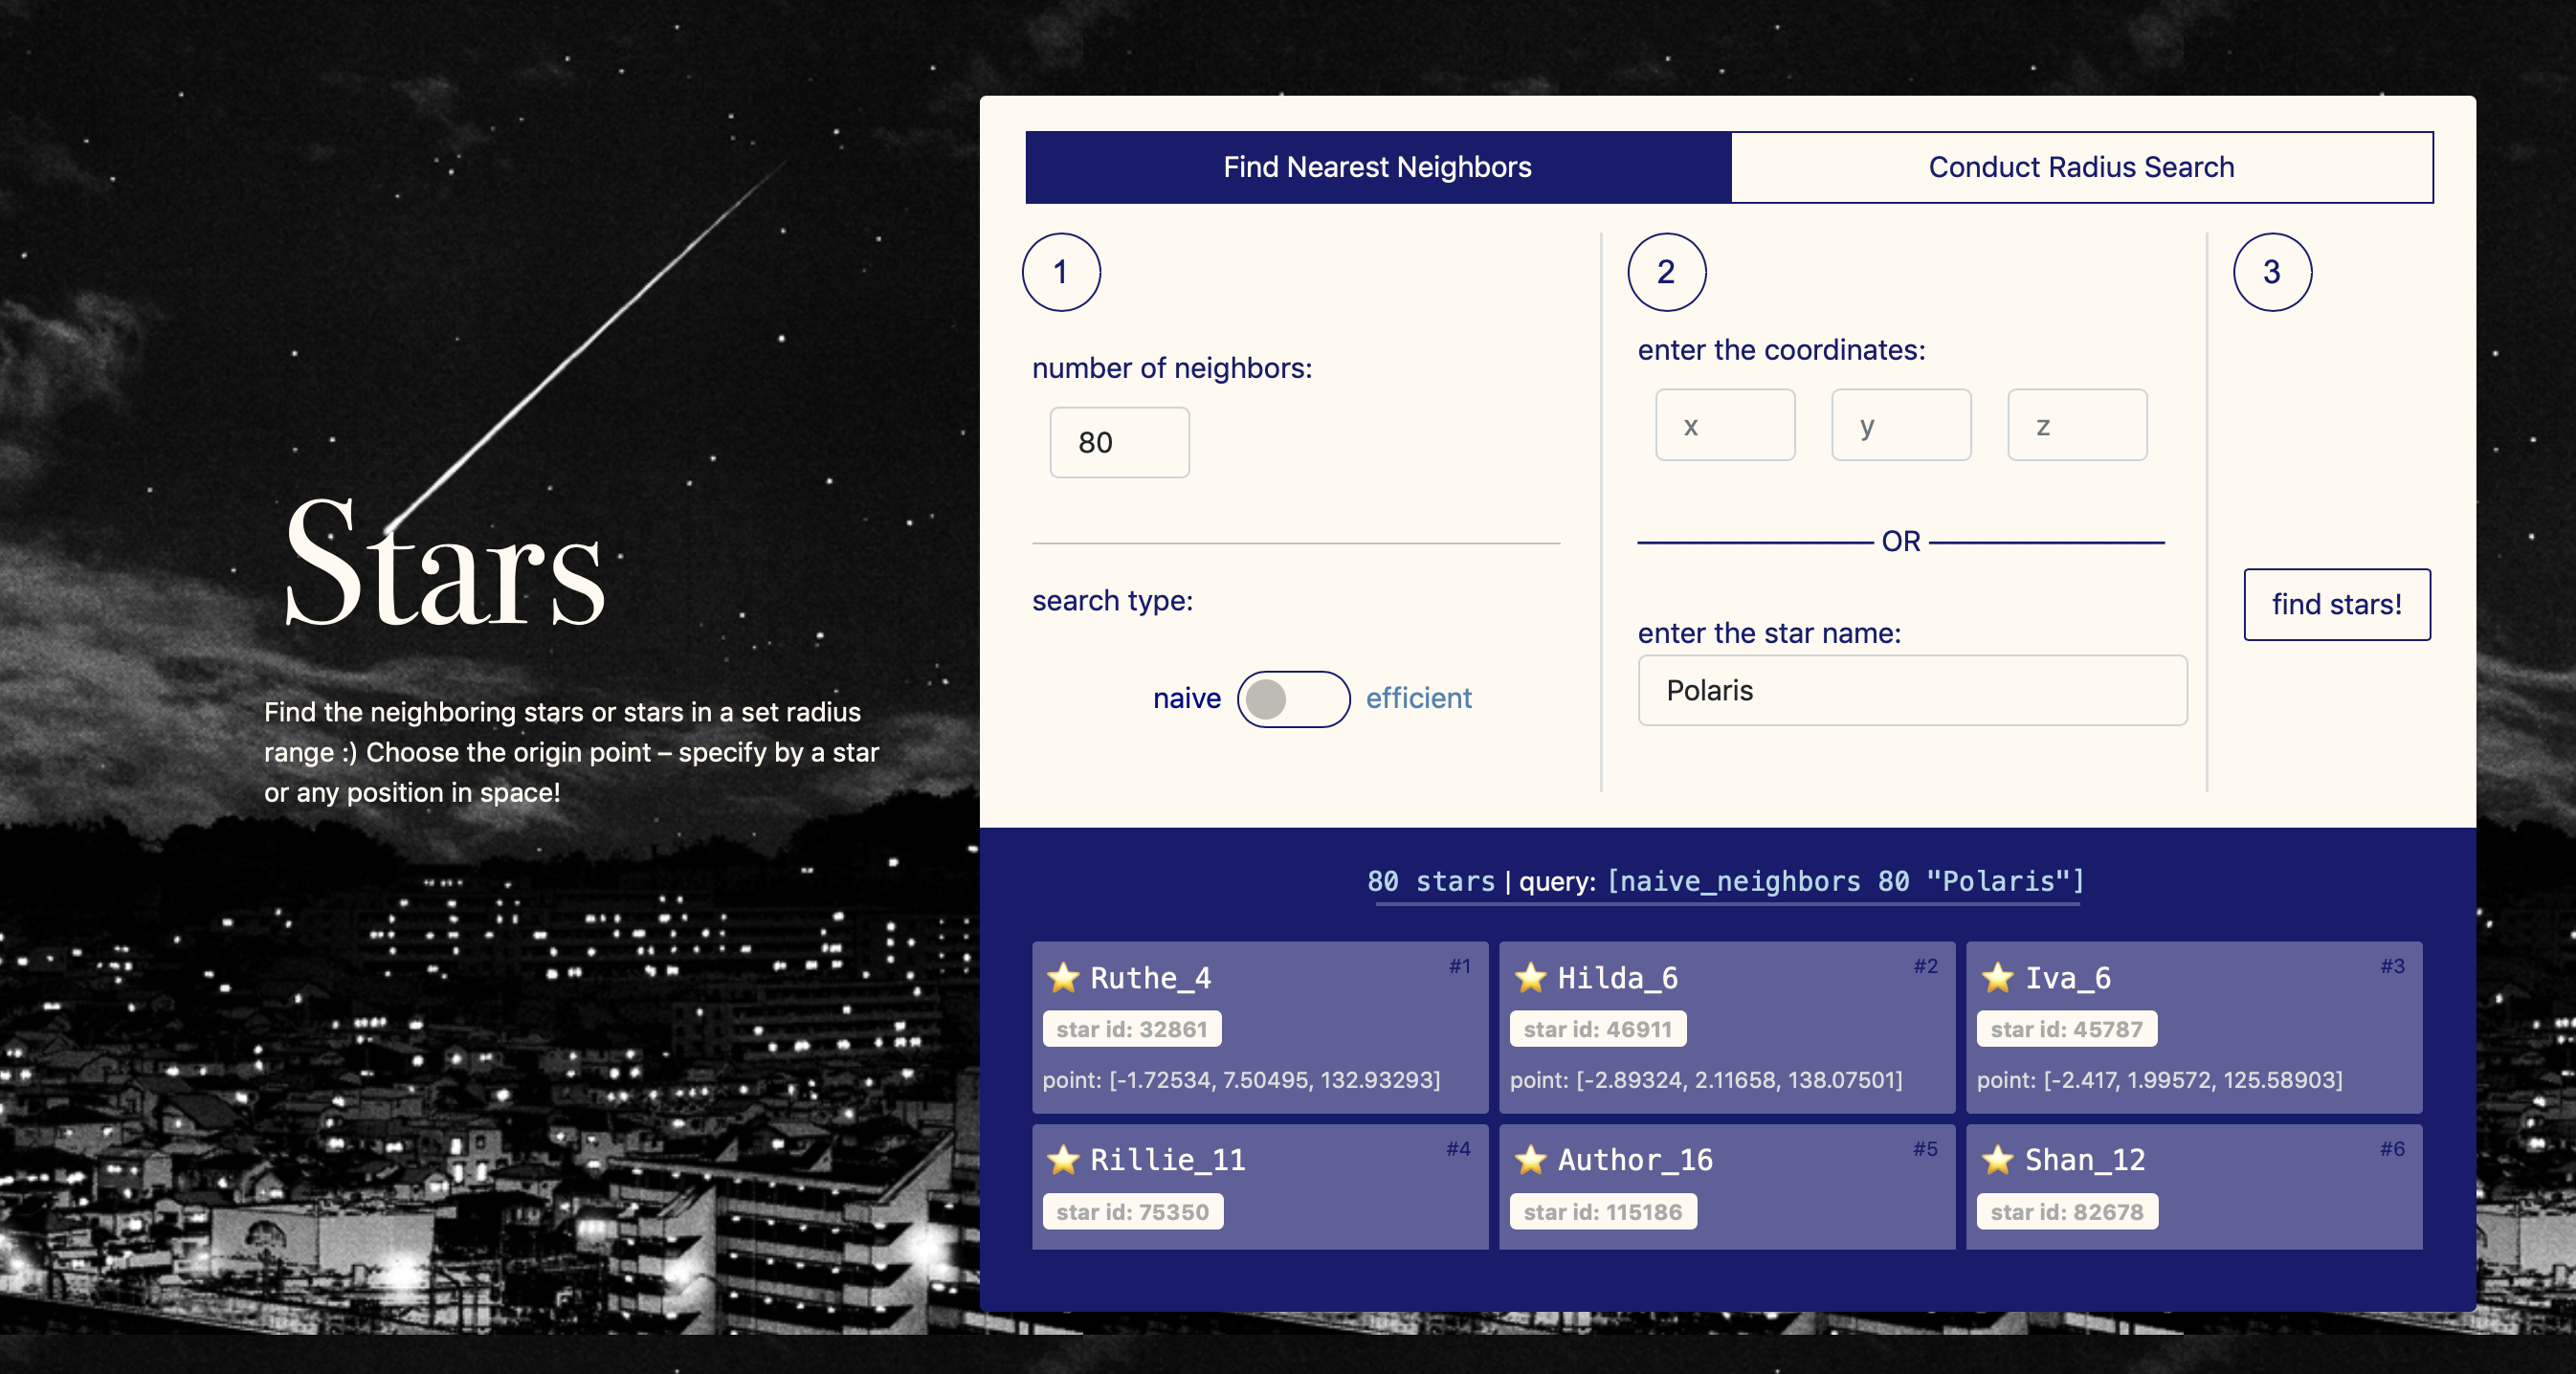 Stars
Find the neighboring stars or stars in a set radius
range :) Choose the origin point – specify by a star
or any position in space!
Find Nearest Neighbors
Conduct Radius Search
1
number of neighbors:
80
search type:
naive
efficient
2
enter the coordinates:
x
y
z
OR
enter the star name:
Polaris
3
find stars!
80 stars | query: [naive_neighbors 80 "Polaris"]
⭐ Ruthe_4
#1
star id: 32861
point: [-1.72534, 7.50495, 132.93293]
⭐ Hilda_6
#2
star id: 46911
point: [-2.89324, 2.11658, 138.07501]
⭐ Iva_6
#3
star id: 45787
point: [-2.417, 1.99572, 125.58903]
⭐ Rillie_11
#4
star id: 75350
⭐ Author_16
#5
star id: 115186
⭐ Shan_12
#6
star id: 82678